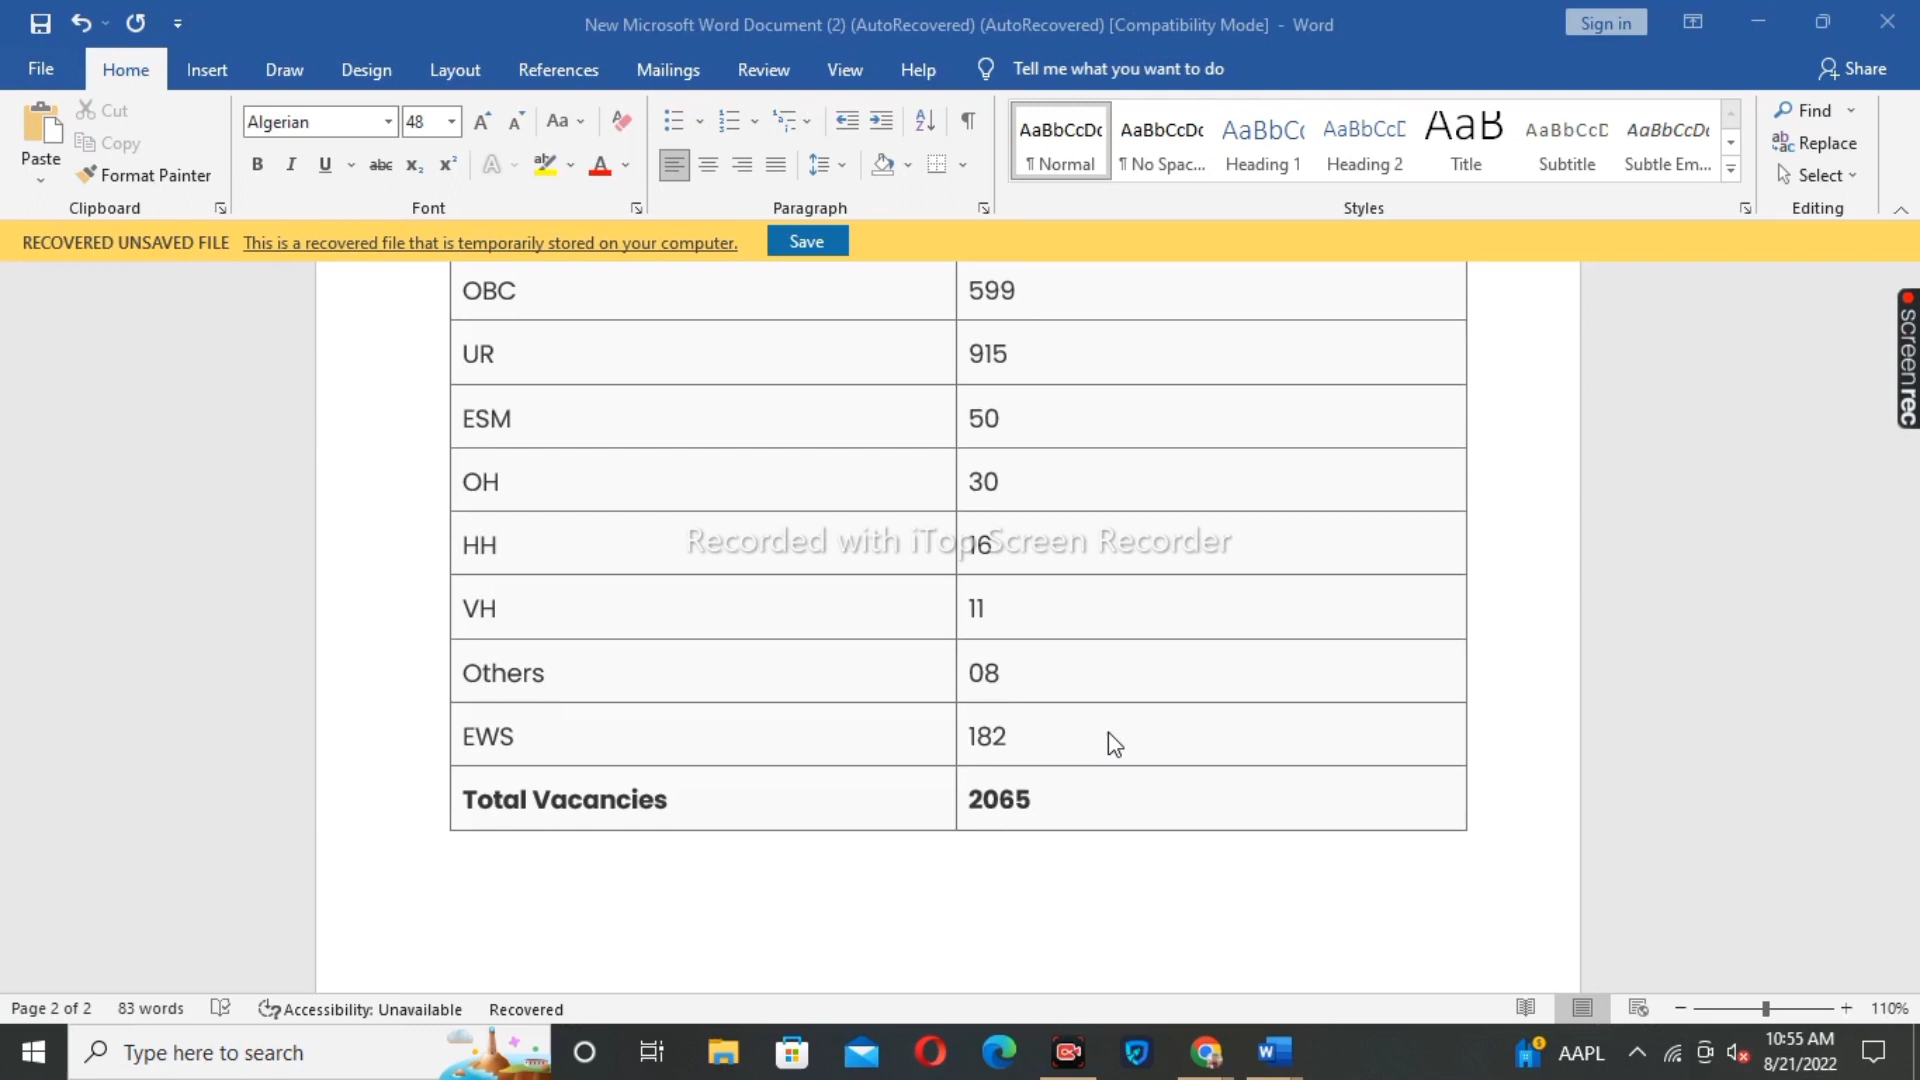 New Microsoft Word Document (2) (AutoRecovered) (AutoRecovered) [Compatibility Mode] - Word
Sign in
File Home Insert Draw Design Layout References Mailings Review View Help Tell me what you want to do Share
Paste
Cut
Copy
Format Painter
Clipboard
Algerian 48
Aa
B I U abc x₂ x² A ab A
Font
Paragraph
AaBbCcDc AaBbCcDc AaBbCc AaBbCcC AaB AaBbCcD AaBbCcDc
¶ Normal ¶ No Spac... Heading 1 Heading 2 Title Subtitle Subtle Em...
Styles
Find
Replace
Select
Editing
RECOVERED UNSAVED FILE This is a recovered file that is temporarily stored on your computer. Save
OBC 599
UR 915
ESM 50
OH 30
HH 16
VH 11
Others 08
EWS 182
Total Vacancies 2065
Recorded with iTop Screen Recorder
screenrec
Page 2 of 2 83 words Accessibility: Unavailable Recovered 110%
Type here to search
AAPL
10:55 AM
8/21/2022